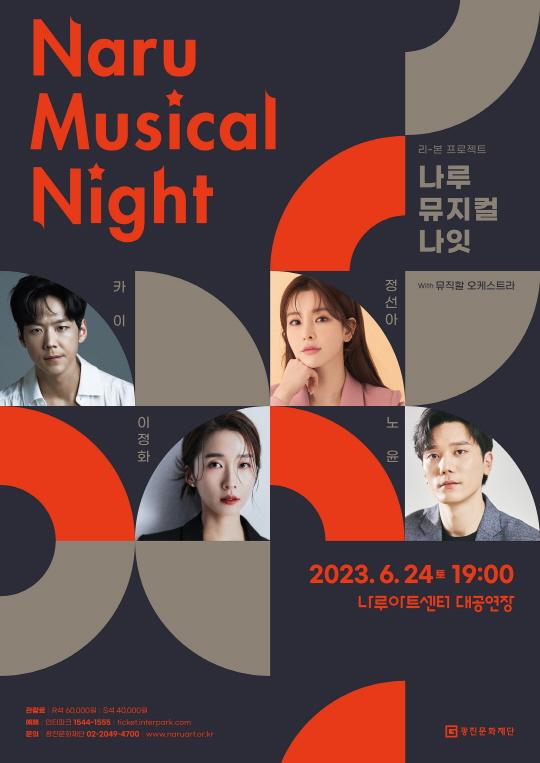 Naru
Musical
Night
리-본 프로젝트
나루
뮤지컬
나잇
With 뮤직할 오케스트라
카이
정선아
이정화
노윤
2023. 6. 24 토 19:00
나루아트센터 대공연장
관람료 | R석 60,000원 | S석 40,000원
예매 | 인터파크 1544-1555 | ticket.interpark.com
문의 | 광진문화재단 02-2049-4700 | www.naruart.or.kr
광진문화재단